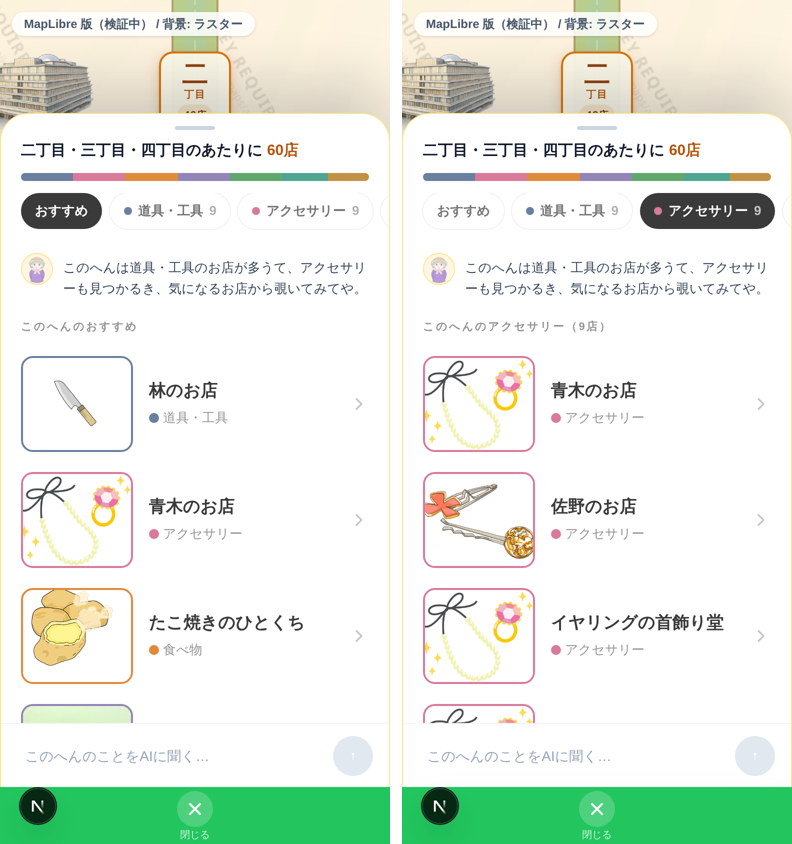 MapLibre 版（検証中） / 背景: ラスター
二
丁目
二丁目・三丁目・四丁目のあたりに 60店
おすすめ
道具・工具 9
アクセサリー 9
このへんは道具・工具のお店が多うて、アクセサリ
ーも見つかるき、気になるお店から覗いてみてや。
このへんのおすすめ
林のお店
道具・工具
青木のお店
アクセサリー
たこ焼きのひとくち
食べ物
このへんのことをAIに聞く…
↑
N
閉じる
MapLibre 版（検証中） / 背景: ラスター
二
丁目
二丁目・三丁目・四丁目のあたりに 60店
おすすめ
道具・工具 9
アクセサリー 9
このへんは道具・工具のお店が多うて、アクセサリ
ーも見つかるき、気になるお店から覗いてみてや。
このへんのアクセサリー（9店）
青木のお店
アクセサリー
佐野のお店
アクセサリー
イヤリングの首飾り堂
アクセサリー
このへんのことをAIに聞く…
↑
N
閉じる